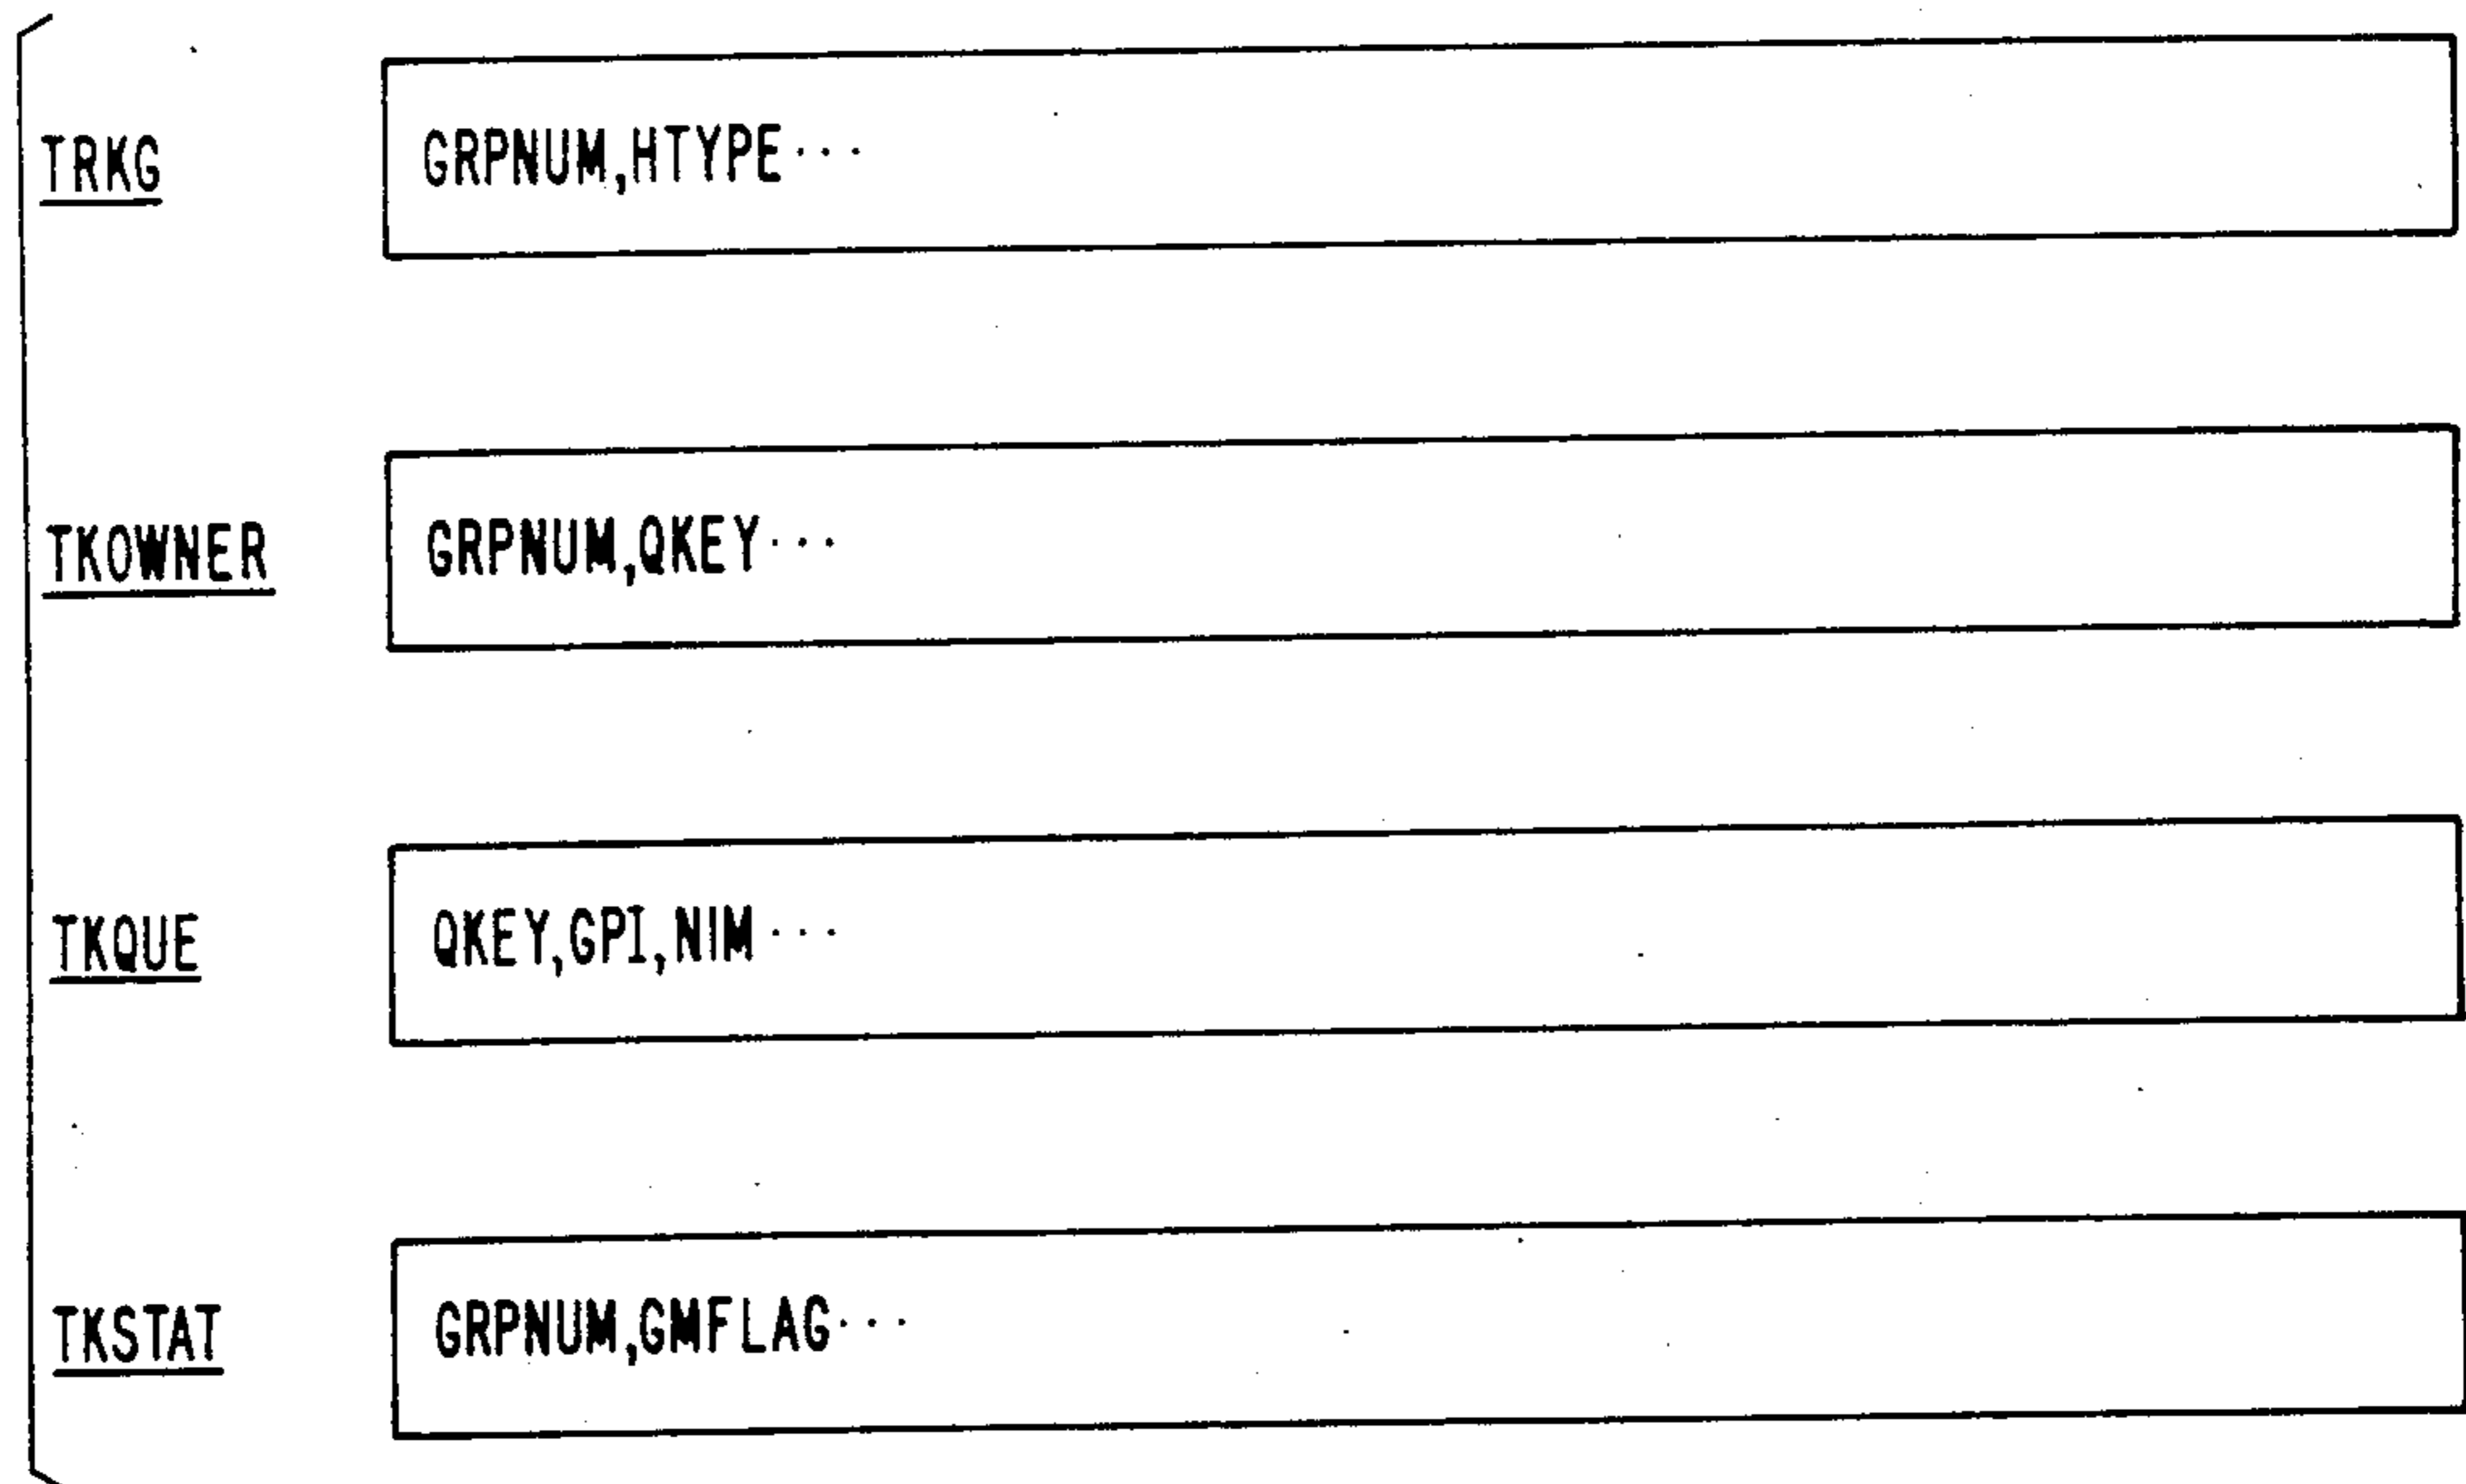 TRKG GRPNUM,HTYPE···
TKOWNER GRPNUM,QKEY···
TKQUE QKEY,GPI,NIM···
TKSTAT GRPNUM,GMFLAG···